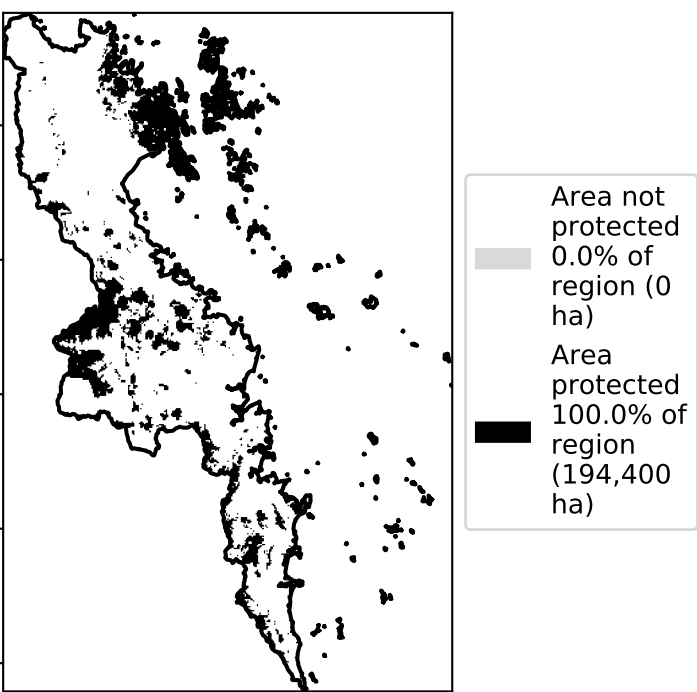 Area not
protected
0.0% of
region (0
ha)
Area
protected
100.0% of
region
(194,400
ha)